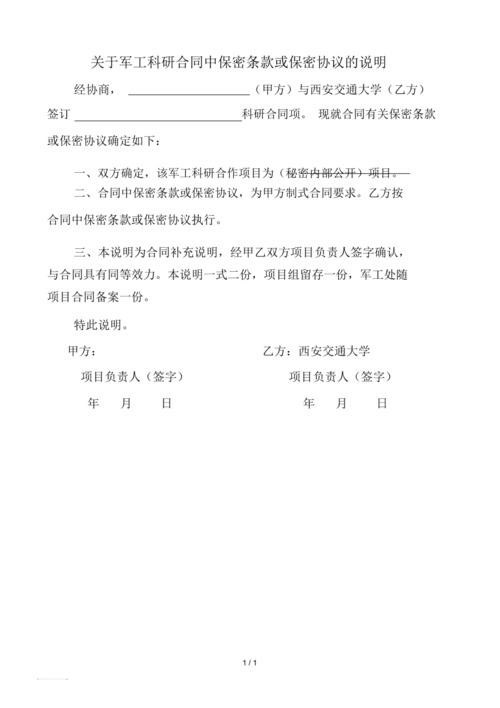 关于军工科研合同中保密条款或保密协议的说明
经协商， ____________________（甲方）与西安交通大学（乙方）
签订 ____________________科研合同项。 现就合同有关保密条款
或保密协议确定如下：
一、双方确定，该军工科研合作项目为（秘密内部公开）项目。
二、合同中保密条款或保密协议，为甲方制式合同要求。乙方按
合同中保密条款或保密协议执行。
三、本说明为合同补充说明，经甲乙双方项目负责人签字确认，
与合同具有同等效力。本说明一式二份，项目组留存一份，军工处随
项目合同备案一份。
特此说明。
甲方： 乙方：西安交通大学
项目负责人（签字） 项目负责人（签字）
年 月 日 年 月 日
1 / 1